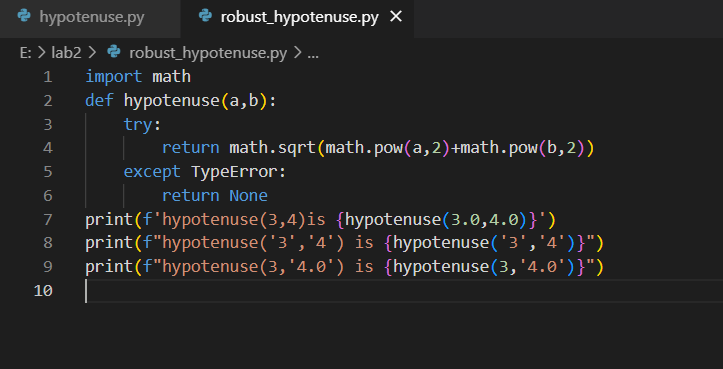 hypotenuse.py robust_hypotenuse.py ×
E: > lab2 > robust_hypotenuse.py > ...
1 import math
2 def hypotenuse(a,b):
3     try:
4         return math.sqrt(math.pow(a,2)+math.pow(b,2))
5     except TypeError:
6         return None
7 print(f'hypotenuse(3,4)is {hypotenuse(3.0,4.0)}')
8 print(f"hypotenuse('3','4') is {hypotenuse('3','4')}")
9 print(f"hypotenuse(3,'4.0') is {hypotenuse(3,'4.0')}")
10